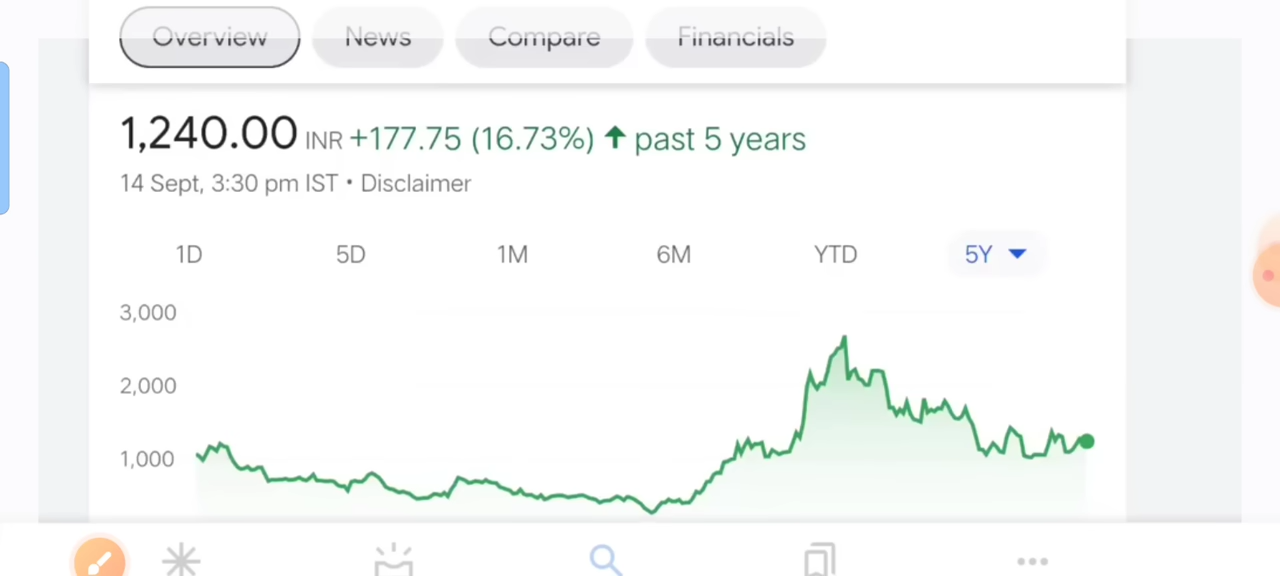 Overview News Compare Financials
1,240.00 INR +177.75 (16.73%) ↑ past 5 years
14 Sept, 3:30 pm IST • Disclaimer
1D 5D 1M 6M YTD 5Y
3,000
2,000
1,000